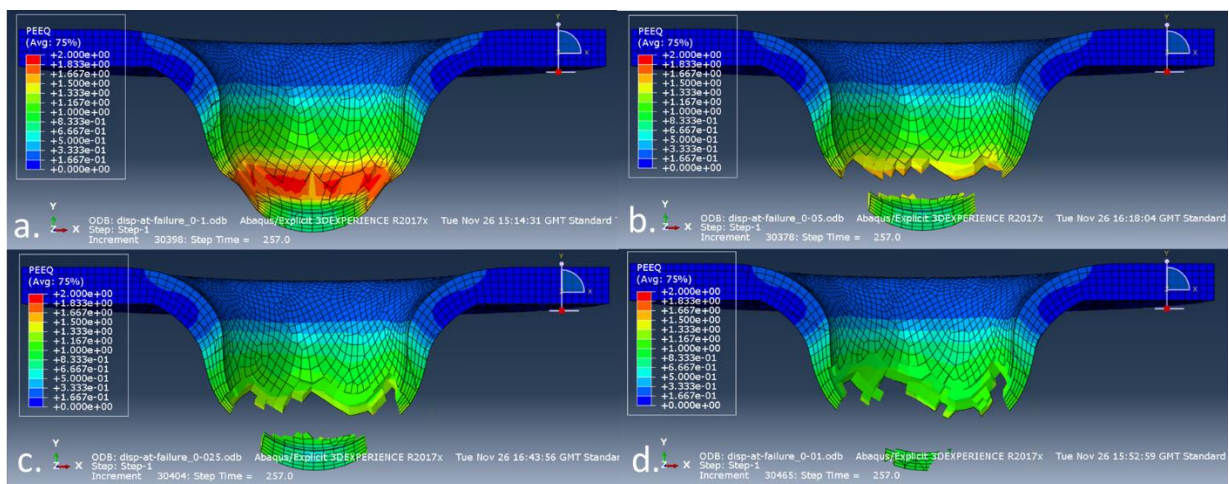 PEEQ
(Avg: 75%)
+2.000e+00
+1.833e+00
+1.667e+00
+1.500e+00
+1.333e+00
+1.167e+00
+1.000e+00
+8.333e-01
+6.667e-01
+5.000e-01
+3.333e-01
+1.667e-01
+0.000e+00
Y
X
a.
Y
Z X
ODB: disp-at-failure_0-1.odb Abaqus/Explicit 3DEXPERIENCE R2017x Tue Nov 26 15:14:31 GMT Standard
Step: Step-1
Increment 30398: Step Time = 257.0
PEEQ
(Avg: 75%)
+2.000e+00
+1.833e+00
+1.667e+00
+1.500e+00
+1.333e+00
+1.167e+00
+1.000e+00
+8.333e-01
+6.667e-01
+5.000e-01
+3.333e-01
+1.667e-01
+0.000e+00
Y
X
b.
Y
Z X
ODB: disp-at-failure_0-05.odb Abaqus/Explicit 3DEXPERIENCE R2017x Tue Nov 26 16:18:04 GMT Standard
Step: Step-1
Increment 30378: Step Time = 257.0
PEEQ
(Avg: 75%)
+2.000e+00
+1.833e+00
+1.667e+00
+1.500e+00
+1.333e+00
+1.167e+00
+1.000e+00
+8.333e-01
+6.667e-01
+5.000e-01
+3.333e-01
+1.667e-01
+0.000e+00
Y
X
c.
Y
Z X
ODB: disp-at-failure_0-025.odb Abaqus/Explicit 3DEXPERIENCE R2017x Tue Nov 26 16:43:56 GMT Standar
Step: Step-1
Increment 30404: Step Time = 257.0
PEEQ
(Avg: 75%)
+2.000e+00
+1.833e+00
+1.667e+00
+1.500e+00
+1.333e+00
+1.167e+00
+1.000e+00
+8.333e-01
+6.667e-01
+5.000e-01
+3.333e-01
+1.667e-01
+0.000e+00
Y
X
d.
Y
Z X
ODB: disp-at-failure_0-01.odb Abaqus/Explicit 3DEXPERIENCE R2017x Tue Nov 26 15:52:59 GMT Standard
Step: Step-1
Increment 30465: Step Time = 257.0